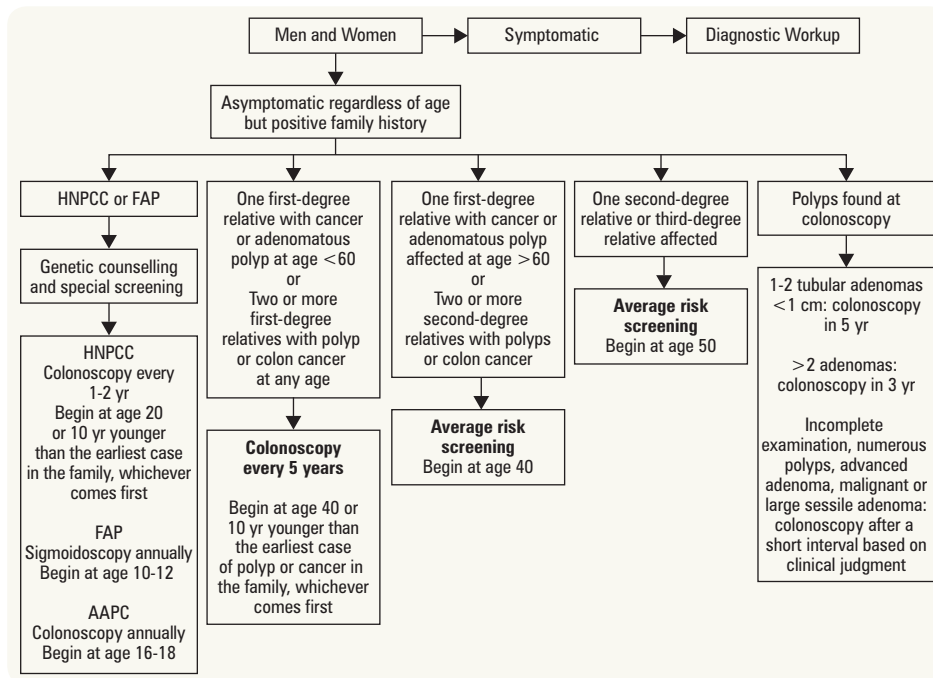 Men and Women
Symptomatic
Diagnostic Workup
Asymptomatic regardless of age
but positive family history
HNPCC or FAP
Genetic counselling
and special screening
HNPCC
Colonoscopy every
1-2 yr
Begin at age 20
or 10 yr younger
than the earliest case
in the family, whichever
comes first
FAP
Sigmoidoscopy annually
Begin at age 10-12
AAPC
Colonoscopy annually
Begin at age 16-18
One first-degree
relative with cancer
or adenomatous
polyp at age <60
or
Two or more
first-degree
relatives with polyp
or colon cancer
at any age
Colonoscopy
every 5 years
Begin at age 40 or
10 yr younger than
the earliest case
of polyp or cancer in
the family, whichever
comes first
One first-degree
relative with cancer or
adenomatous polyp
affected at age >60
or
Two or more
second-degree
relatives with polyps
or colon cancer
Average risk
screening
Begin at age 40
One second-degree
relative or third-degree
relative affected
Average risk
screening
Begin at age 50
Polyps found at
colonoscopy
1-2 tubular adenomas
<1 cm: colonoscopy
in 5 yr
>2 adenomas:
colonoscopy in 3 yr
Incomplete
examination, numerous
polyps, advanced
adenoma, malignant or
large sessile adenoma:
colonoscopy after a
short interval based on
clinical judgment